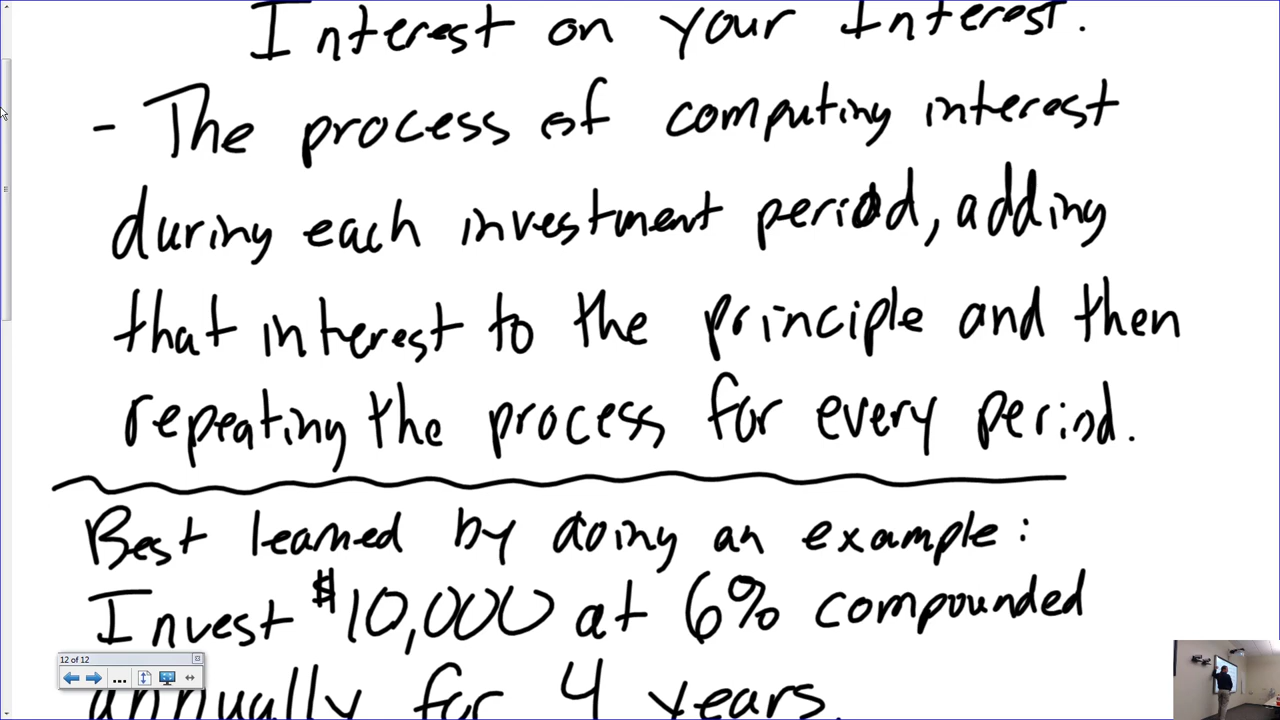 Interest on your Interest.
- The process of computing interest
during each investment period, adding
that interest to the principle and then
repeating the process for every period.
Best learned by doing an example:
Invest $10,000 at 6% compounded
12 of 12
annually for 4 years.